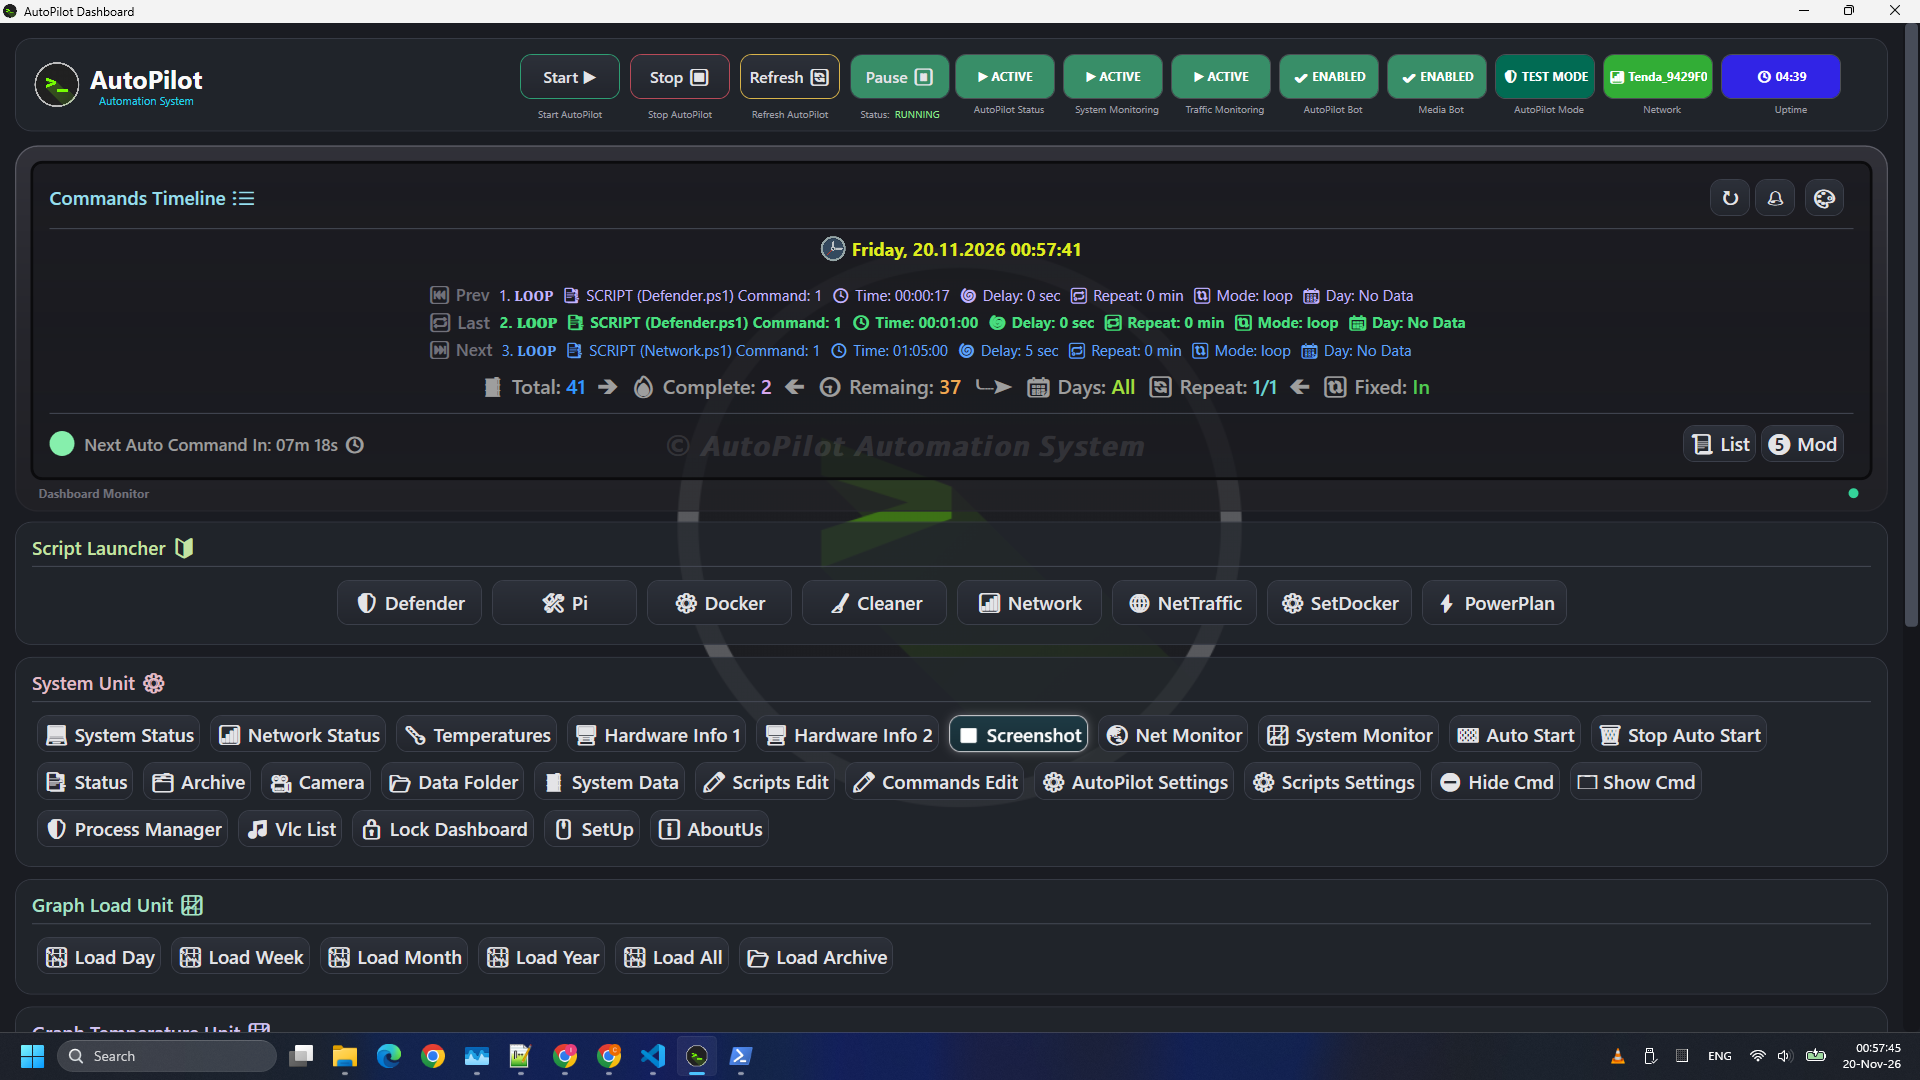 AutoPilot Dashboard
AutoPilot
Automation System
Start
Stop
Refresh
Pause
ACTIVE
ACTIVE
ACTIVE
ENABLED
ENABLED
TEST MODE
Tenda_9429F0
04:39
Start AutoPilot
Stop AutoPilot
Refresh AutoPilot
Status: RUNNING
AutoPilot Status
System Monitoring
Traffic Monitoring
AutoPilot Bot
Media Bot
AutoPilot Mode
Network
Uptime
Commands Timeline
Friday, 20.11.2026 00:57:41
Prev 1. LOOP SCRIPT (Defender.ps1) Command: 1 Time: 00:00:17 Delay: 0 sec Repeat: 0 min Mode: loop Day: No Data
Last 2. LOOP SCRIPT (Defender.ps1) Command: 1 Time: 00:01:00 Delay: 0 sec Repeat: 0 min Mode: loop Day: No Data
Next 3. LOOP SCRIPT (Network.ps1) Command: 1 Time: 01:05:00 Delay: 5 sec Repeat: 0 min Mode: loop Day: No Data
Total: 41 Complete: 2 Remaing: 37 Days: All Repeat: 1/1 Fixed: In
Next Auto Command In: 07m 18s
© AutoPilot Automation System
List
5 Mod
Dashboard Monitor
Script Launcher
Defender
Pi
Docker
Cleaner
Network
NetTraffic
SetDocker
PowerPlan
System Unit
System Status
Network Status
Temperatures
Hardware Info 1
Hardware Info 2
Screenshot
Net Monitor
System Monitor
Auto Start
Stop Auto Start
Status
Archive
Camera
Data Folder
System Data
Scripts Edit
Commands Edit
AutoPilot Settings
Scripts Settings
Hide Cmd
Show Cmd
Process Manager
Vlc List
Lock Dashboard
SetUp
AboutUs
Graph Load Unit
Load Day
Load Week
Load Month
Load Year
Load All
Load Archive
Graph Temperature Unit
Search
ENG
00:57:45
20-Nov-26